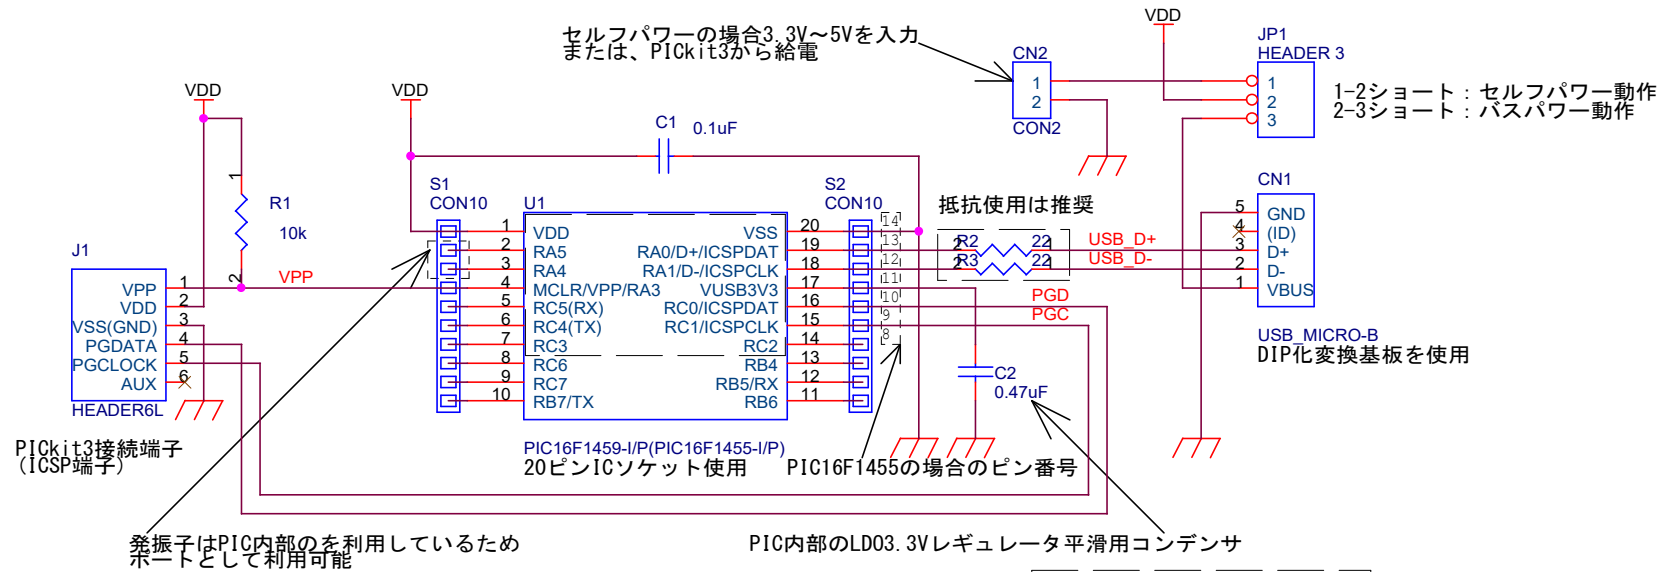 セルフパワーの場合3.3V～5Vを入力
または、PICkit3から給電
VDD
JP1
HEADER 3
CN2
1
2
CON2
1
2
3
1-2ショート：セルフパワー動作
2-3ショート：バスパワー動作
VDD
VDD
C1
0.1uF
1
R1
10k
2
VPP
J1
VPP 1
VDD 2
VSS(GND) 3
PGDATA 4
PGCLOCK 5
AUX 6
HEADER6L
PICkit3接続端子
（ICSP端子）
S1
CON10
U1
1 VDD
2 RA5
3 RA4
4 MCLR/VPP/RA3
5 RC5(RX)
6 RC4(TX)
7 RC3
8 RC6
9 RC7
10 RB7/TX
VSS 20
RA0/D+/ICSPDAT 19
RA1/D-/ICSPCLK 18
VUSB3V3 17
RC0/ICSPDAT 16
RC1/ICSPCLK 15
RC2 14
RB4 13
RB5/RX 12
RB6 11
PIC16F1459-I/P(PIC16F1455-I/P)
20ピンICソケット使用
S2
CON10
14
13
12
11
10
9
8
PIC16F1455の場合のピン番号
抵抗使用は推奨
2 R2 22 1
2 R3 22 1
USB_D+
USB_D-
PGD
PGC
C2
0.47uF
CN1
5 GND
4 (ID)
3 D+
2 D-
1 VBUS
USB_MICRO-B
DIP化変換基板を使用
発振子はPIC内部のを利用しているため
ポートとして利用可能
PIC内部のLDO3.3Vレギュレータ平滑用コンデンサ